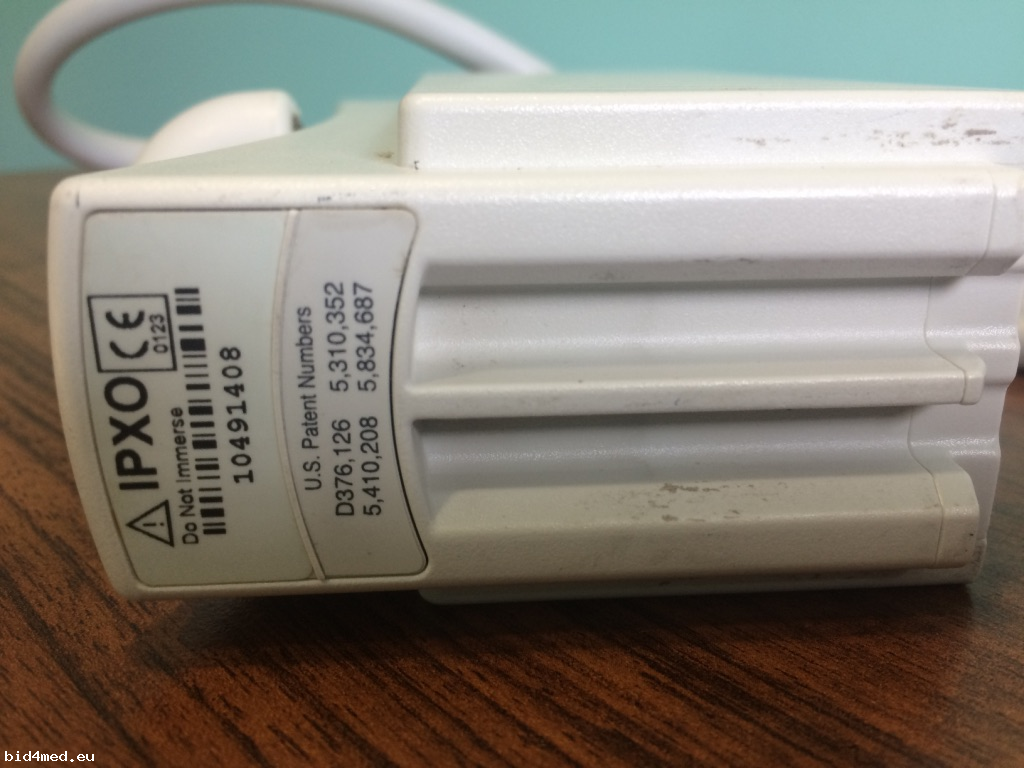 IPXO CE
0123
Do Not Immerse
10491408
U.S. Patent Numbers
D376,126 5,310,352
5,410,208 5,834,687
bid4med.eu